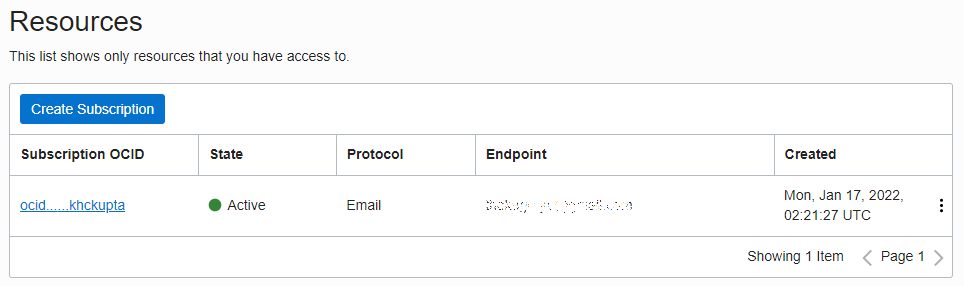 Resources
This list shows only resources that you have access to.
Create Subscription
Subscription OCID State Protocol Endpoint Created
ocid......khckupta Active Email Mon, Jan 17, 2022,
02:21:27 UTC
Showing 1 Item Page 1